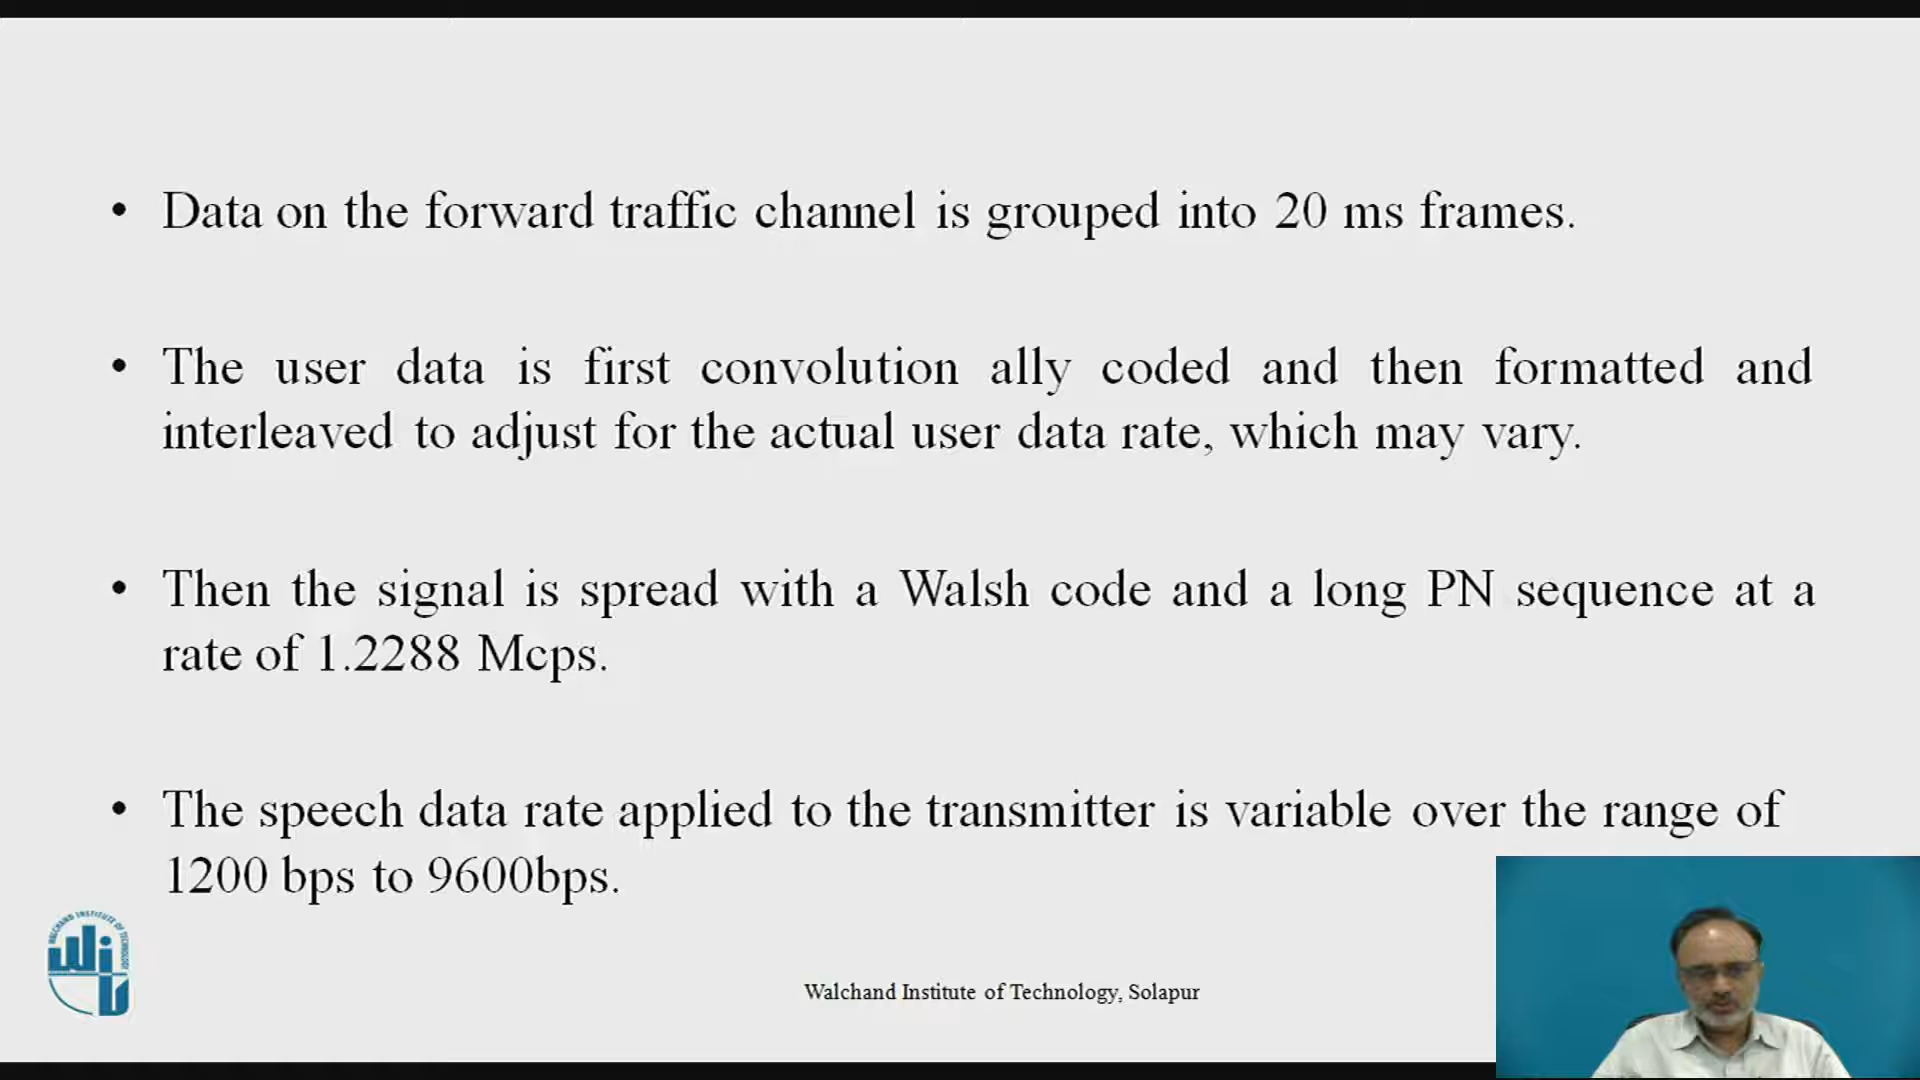 • Data on the forward traffic channel is grouped into 20 ms frames.
• The user data is first convolution ally coded and then formatted and
interleaved to adjust for the actual user data rate, which may vary.
• Then the signal is spread with a Walsh code and a long PN sequence at a
rate of 1.2288 Mcps.
• The speech data rate applied to the transmitter is variable over the range of
1200 bps to 9600bps.
WALCHAND INSTITUTE OF TECHNOLOGY
Walchand Institute of Technology, Solapur